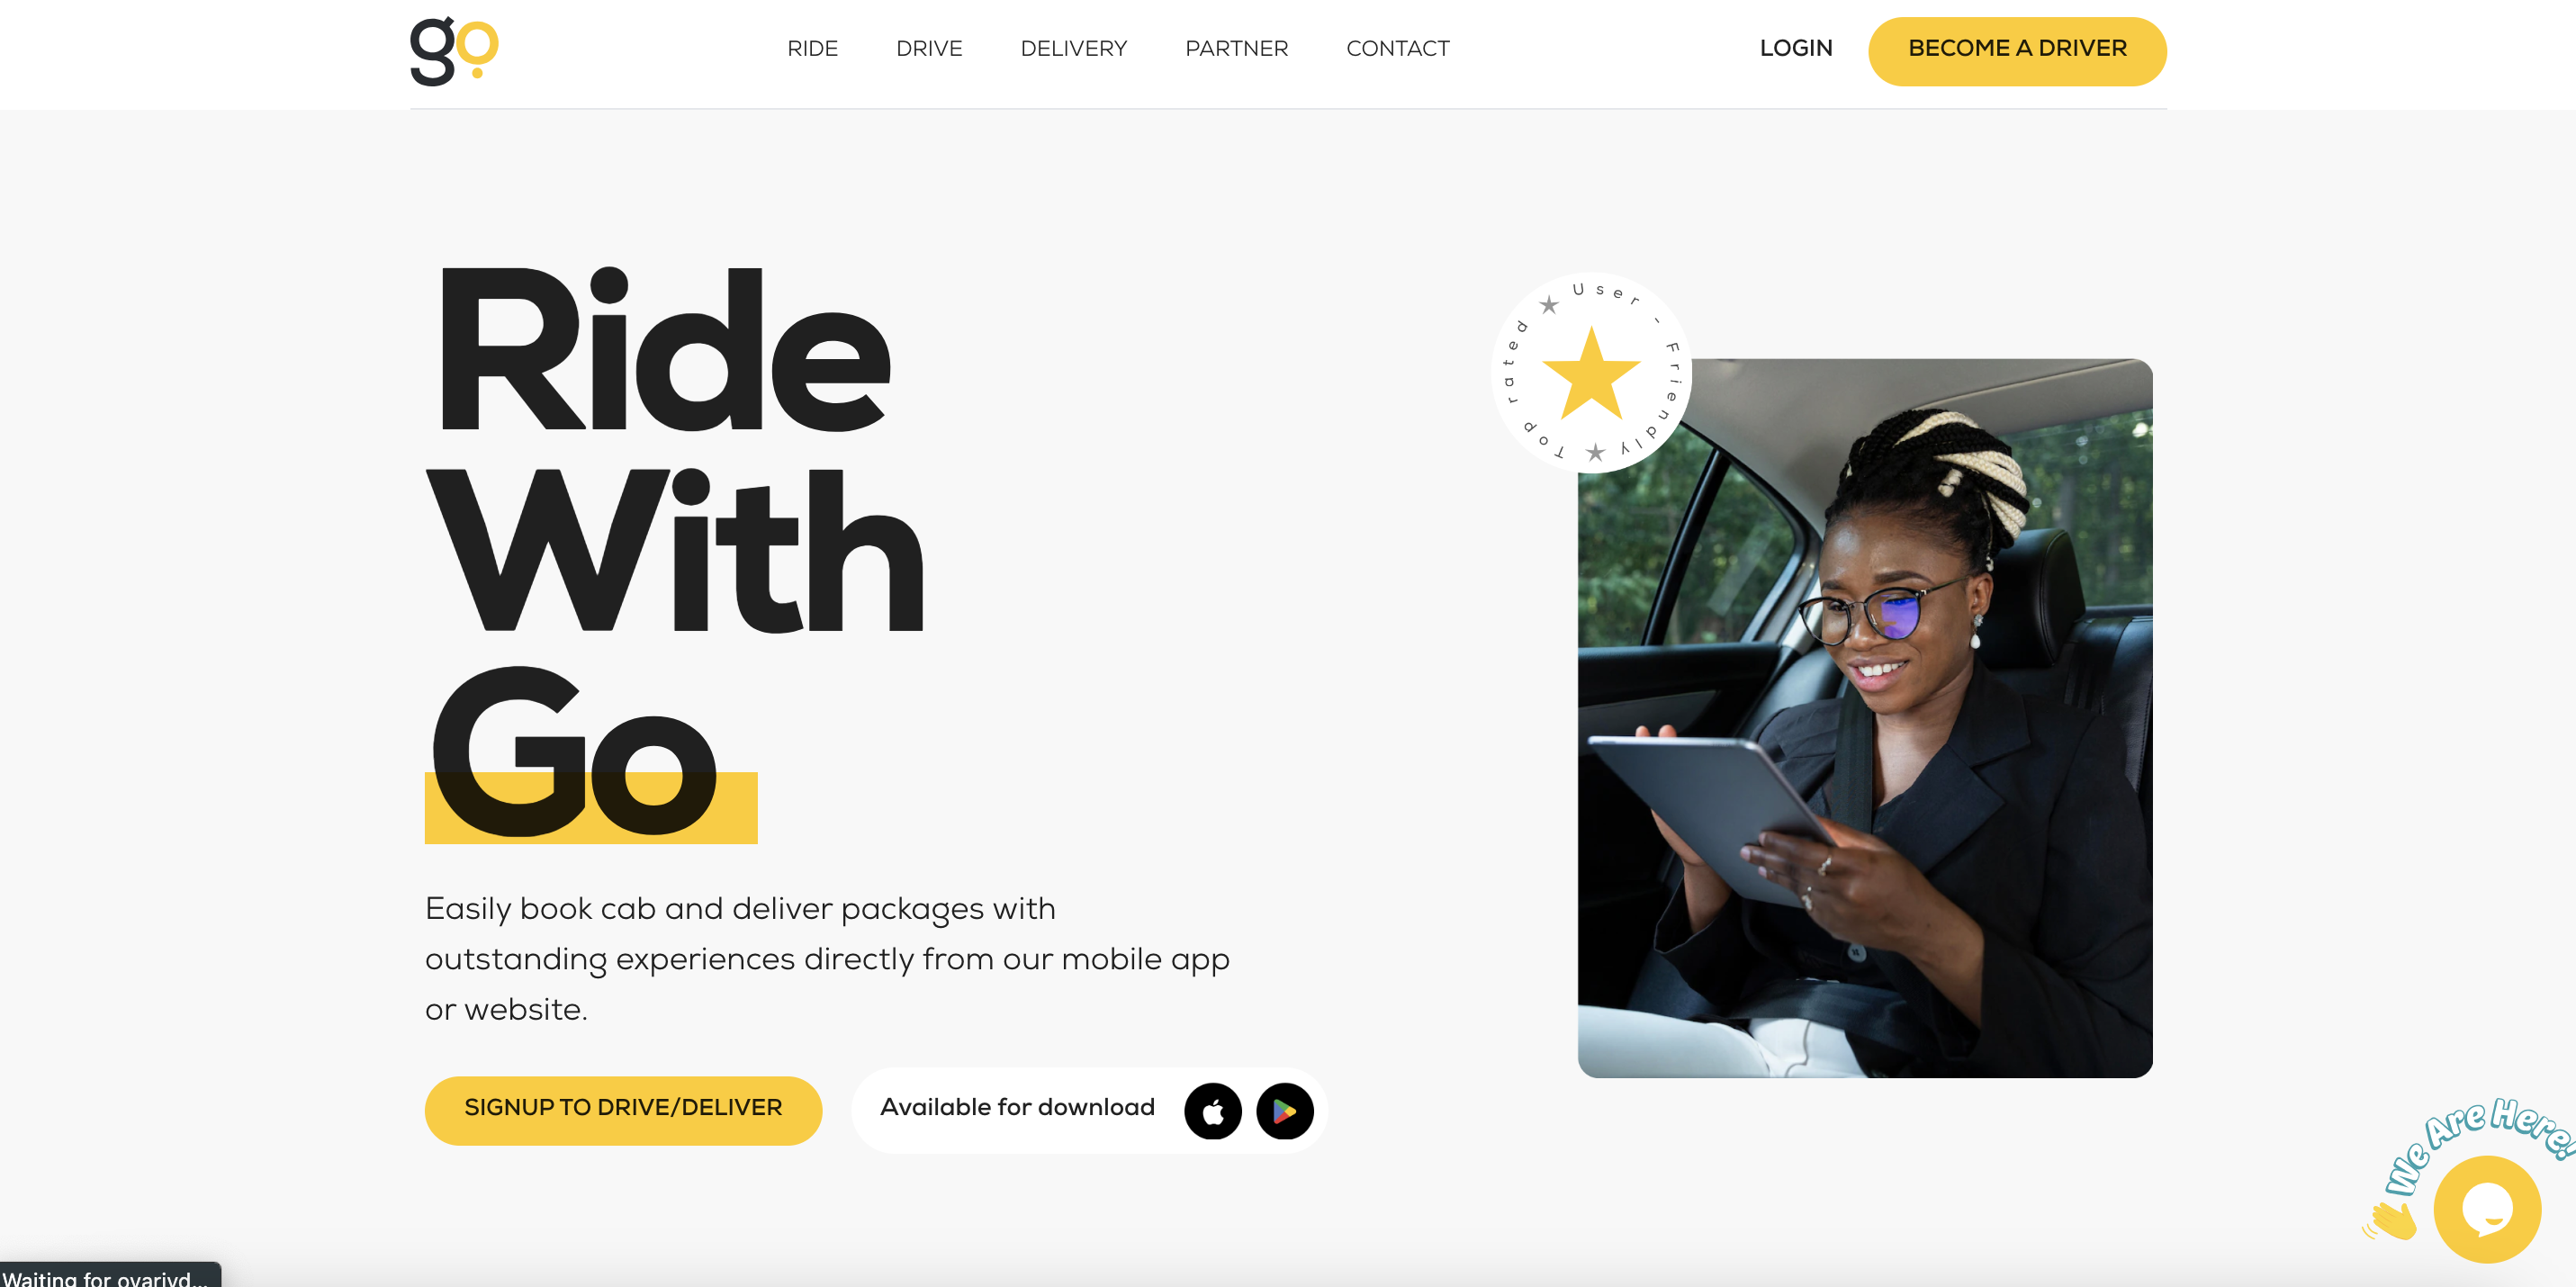 go
RIDE
DRIVE
DELIVERY
PARTNER
CONTACT
LOGIN
BECOME A DRIVER
Ride
With
Go
Top rated ★ User - Friendly ★
Easily book cab and deliver packages with
outstanding experiences directly from our mobile app
or website.
SIGNUP TO DRIVE/DELIVER
Available for download
We Are Here!
Waiting for ovarivd...